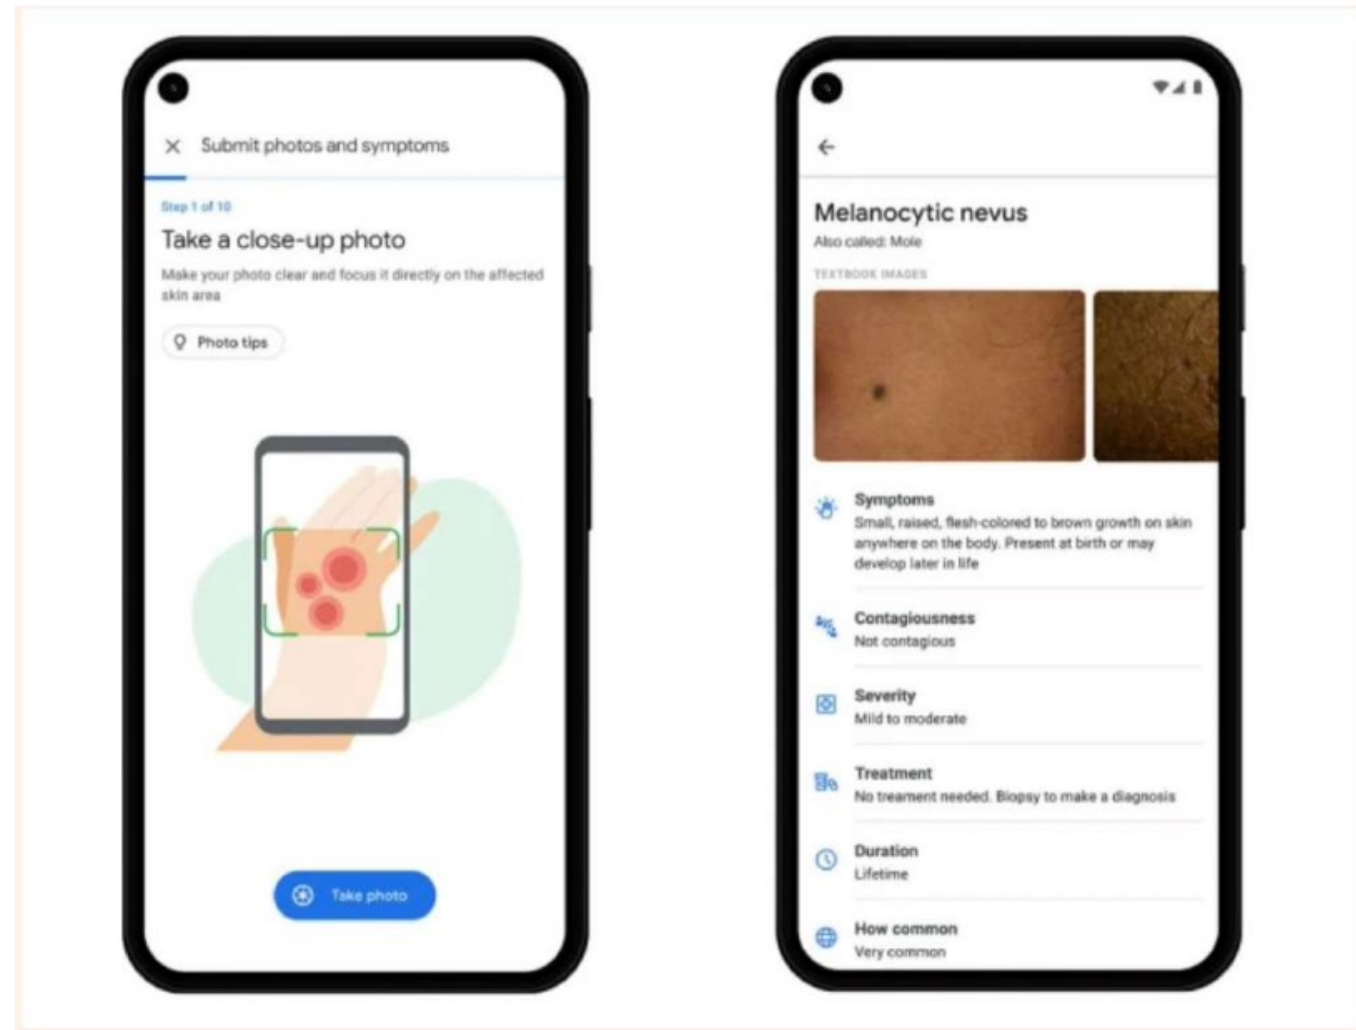 Submit photos and symptoms
Step 1 of 10
Take a close-up photo
Make your photo clear and focus it directly on the affected
skin area
Photo tips
Take photo
Melanocytic nevus
Also called: Mole
TEXTBOOK IMAGES
Symptoms
Small, raised, flesh-colored to brown growth on skin
anywhere on the body. Present at birth or may
develop later in life
Contagiousness
Not contagious
Severity
Mild to moderate
Treatment
No treament needed. Biopsy to make a diagnosis
Duration
Lifetime
How common
Very common